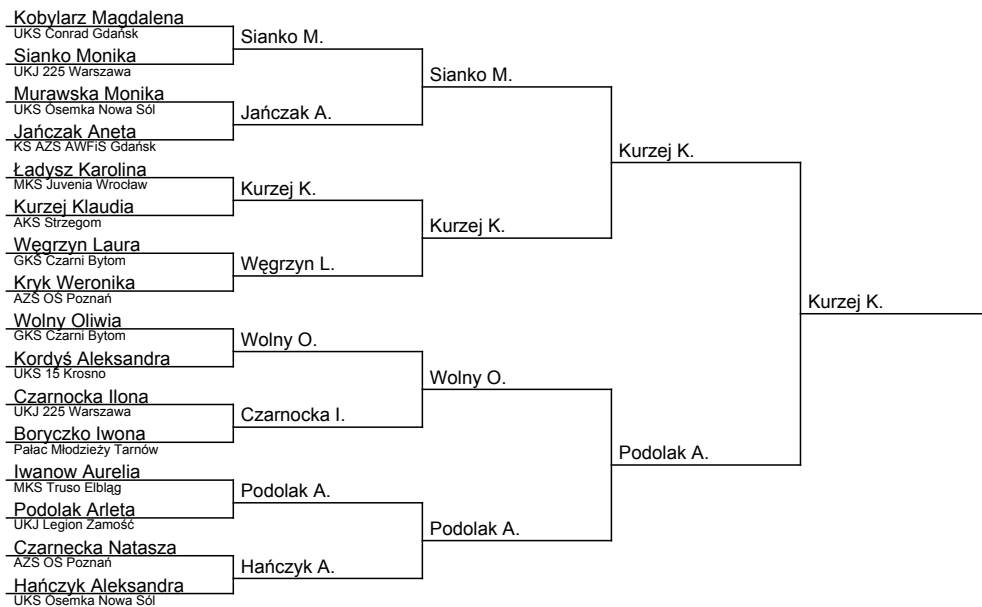 Kobylarz Magdalena
UKS Conrad Gdańsk
Sianko Monika
UKJ 225 Warszawa
Murawska Monika
UKS Ósemka Nowa Sól
Jańczak Aneta
KS AZS AWFiS Gdańsk
Ładysz Karolina
MKS Juvenia Wrocław
Kurzej Klaudia
AKS Strzegom
Węgrzyn Laura
GKS Czarni Bytom
Kryk Weronika
AZS OŚ Poznań
Wolny Oliwia
GKS Czarni Bytom
Kordyś Aleksandra
UKS 15 Krosno
Czarnocka Ilona
UKJ 225 Warszawa
Boryczko Iwona
Pałac Młodzieży Tarnów
Iwanow Aurelia
MKS Truso Elbląg
Podolak Arleta
UKJ Legion Zamość
Czarnecka Natasza
AZS OŚ Poznań
Hańczyk Aleksandra
UKS Ósemka Nowa Sól
Sianko M.
Jańczak A.
Kurzej K.
Węgrzyn L.
Wolny O.
Czarnocka I.
Podolak A.
Hańczyk A.
Sianko M.
Kurzej K.
Wolny O.
Podolak A.
Kurzej K.
Podolak A.
Kurzej K.